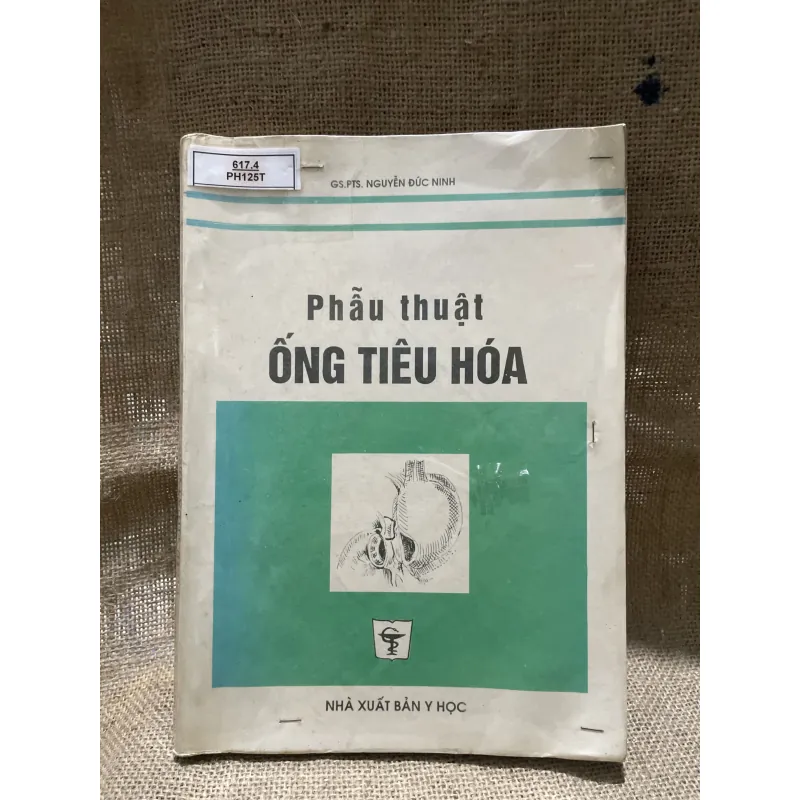 617.4
PH125T
GS.PTS. NGUYỄN ĐỨC NINH
Phẫu thuật
ỐNG TIÊU HÓA
NHÀ XUẤT BẢN Y HỌC